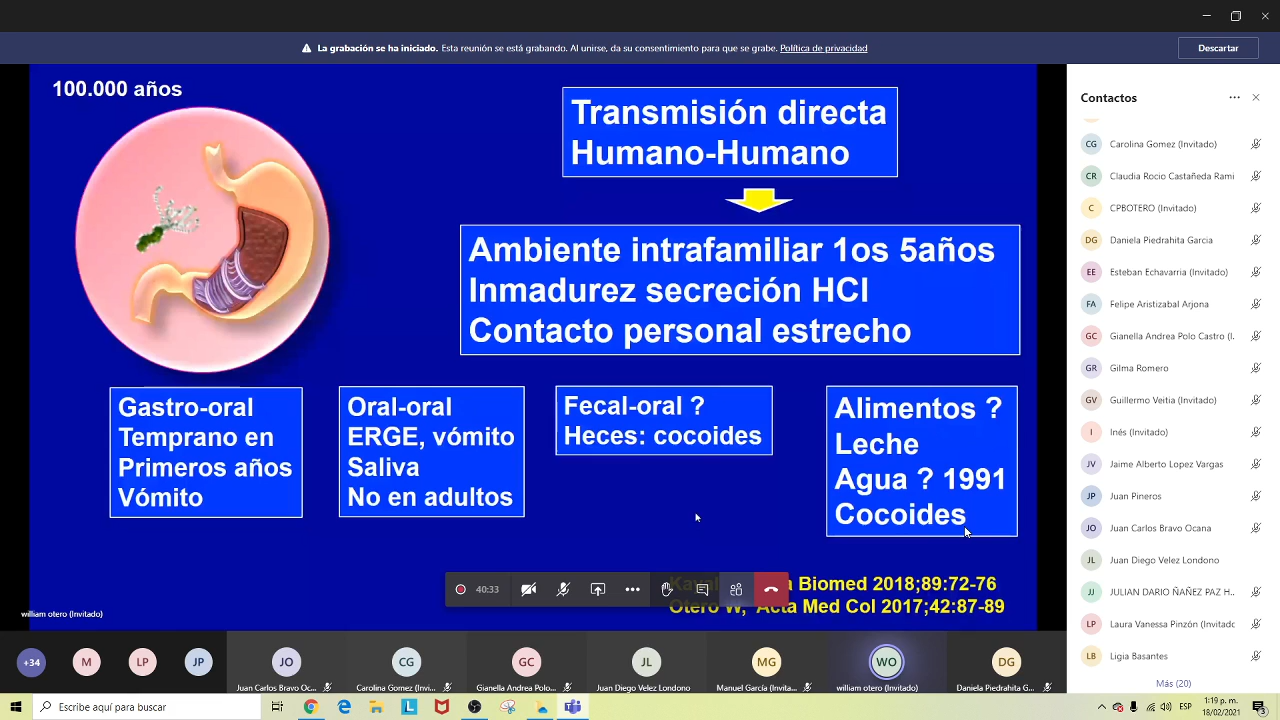 La grabación se ha iniciado. Esta reunión se está grabando. Al unirse, da su consentimiento para que se grabe. Política de privacidad
Descartar
100.000 años
Transmisión directa
Humano-Humano
Ambiente intrafamiliar 1os 5años
Inmadurez secreción HCl
Contacto personal estrecho
Gastro-oral
Temprano en
Primeros años
Vómito
Oral-oral
ERGE, vómito
Saliva
No en adultos
Fecal-oral ?
Heces: cocoides
Alimentos ?
Leche
Agua ? 1991
Cocoides
Biomed 2018;89:72-76
Otero W, Acta Med Col 2017;42:87-89
40:33
william otero (Invitado)
Contactos
CG Carolina Gomez (Invitado)
CR Claudia Rocio Castañeda Rami
C CPBOTERO (Invitado)
DG Daniela Piedrahita Garcia
EE Esteban Echavarria (Invitado)
FA Felipe Aristizabal Arjona
GC Gianella Andrea Polo Castro (I.
GR Gilma Romero
GV Guillermo Veitia (Invitado)
I Inés (Invitado)
JV Jaime Alberto Lopez Vargas
JP Juan Pineros
JO Juan Carlos Bravo Ocana
JL Juan Diego Velez Londono
JJ JULIAN DARIO ÑAÑEZ PAZ H..
LP Laura Vanessa Pinzón (Invitadc
LB Ligia Basantes
Más (20)
+34
M
LP
JP
JO
Juan Carlos Bravo Oc...
CG
Carolina Gomez (Invi...
GC
Gianella Andrea Polo...
JL
Juan Diego Velez Londono
MG
Manuel García (Invita...
WO
william otero (Invitado)
DG
Daniela Piedrahita G...
Escribe aquí para buscar
ESP
1:19 p. m.
18/02/2021
3